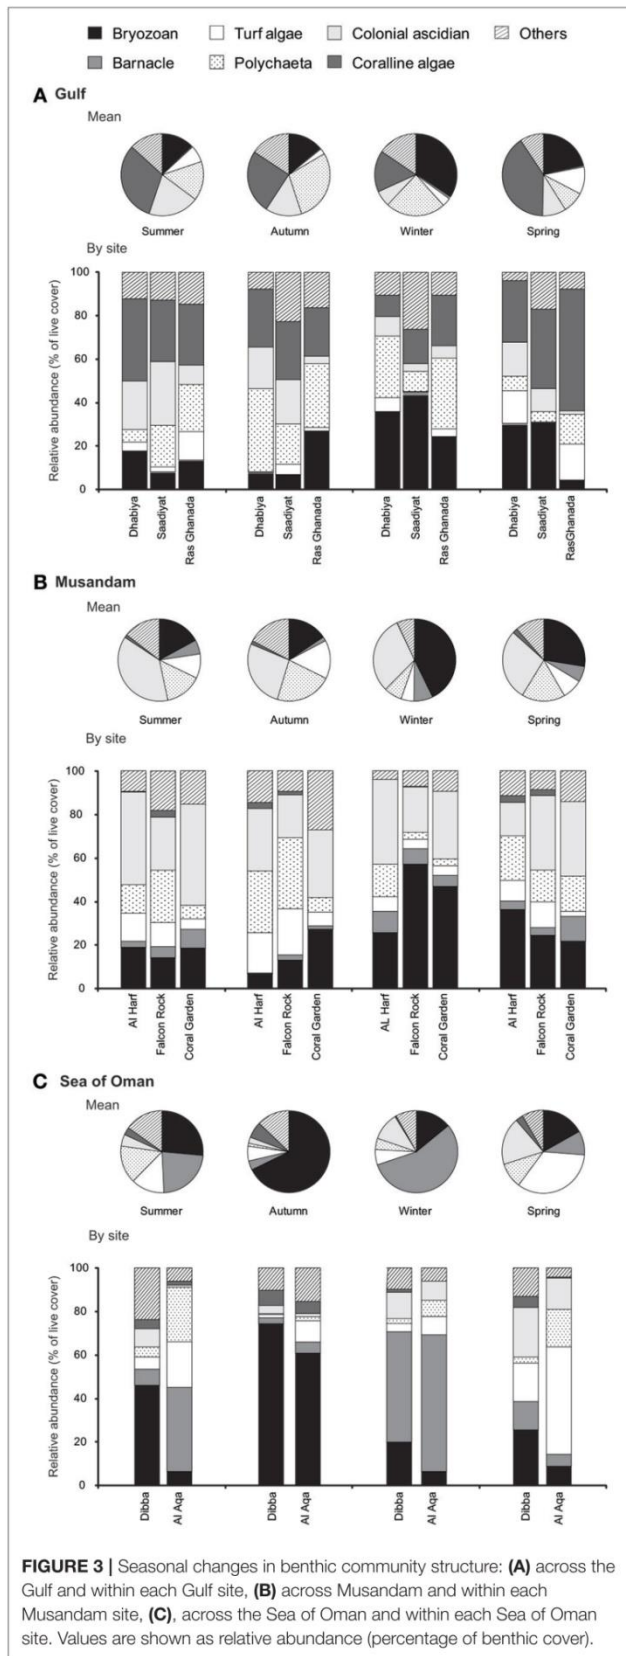 Bryozoan Turf algae Colonial ascidian Others
Barnacle Polychaeta Coralline algae
A Gulf
Mean
Summer Autumn Winter Spring
By site
Relative abundance (% of live cover)
100
80
60
40
20
0
Dhabiya Saadiyat Ras Ghanada Dhabiya Saadiyat Ras Ghanada Dhabiya Saadiyat Ras Ghanada Dhabiya Saadiyat RasGhanada
B Musandam
Mean
Summer Autumn Winter Spring
By site
Relative abundance (% of live cover)
100
80
60
40
20
0
Al Harf Falcon Rock Coral Garden Al Harf Falcon Rock Coral Garden AL Harf Falcon Rock Coral Garden Al Harf Falcon Rock Coral Garden
C Sea of Oman
Mean
Summer Autumn Winter Spring
By site
Relative abundance (% of live cover)
100
80
60
40
20
0
Dibba Al Aqa Dibba Al Aqa Dibba Al Aqa Dibba Al Aqa
FIGURE 3 | Seasonal changes in benthic community structure: (A) across the
Gulf and within each Gulf site, (B) across Musandam and within each
Musandam site, (C), across the Sea of Oman and within each Sea of Oman
site. Values are shown as relative abundance (percentage of benthic cover).